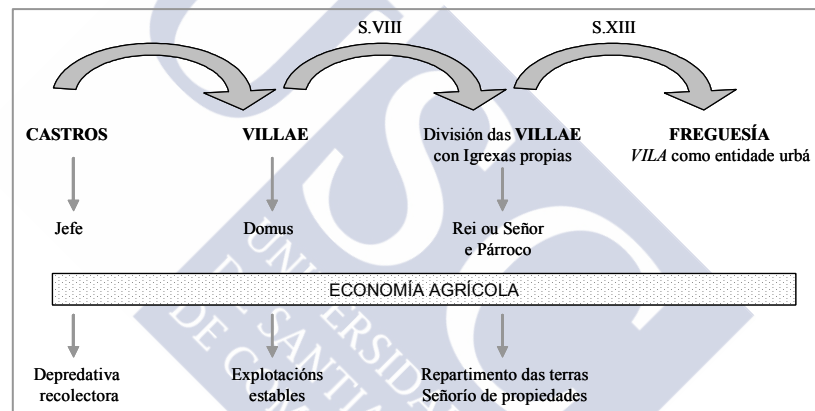 S.VIII
S.XIII
CASTROS
VILLAE
División das VILLAE
con Igrexas propias
FREGUESÍA
VILA como entidade urbá
Jefe
Domus
Rei ou Señor
e Párroco
ECONOMÍA AGRÍCOLA
Depredativa
recolectora
Explotacións
estables
Repartimento das terras
Señorío de propiedades
USC